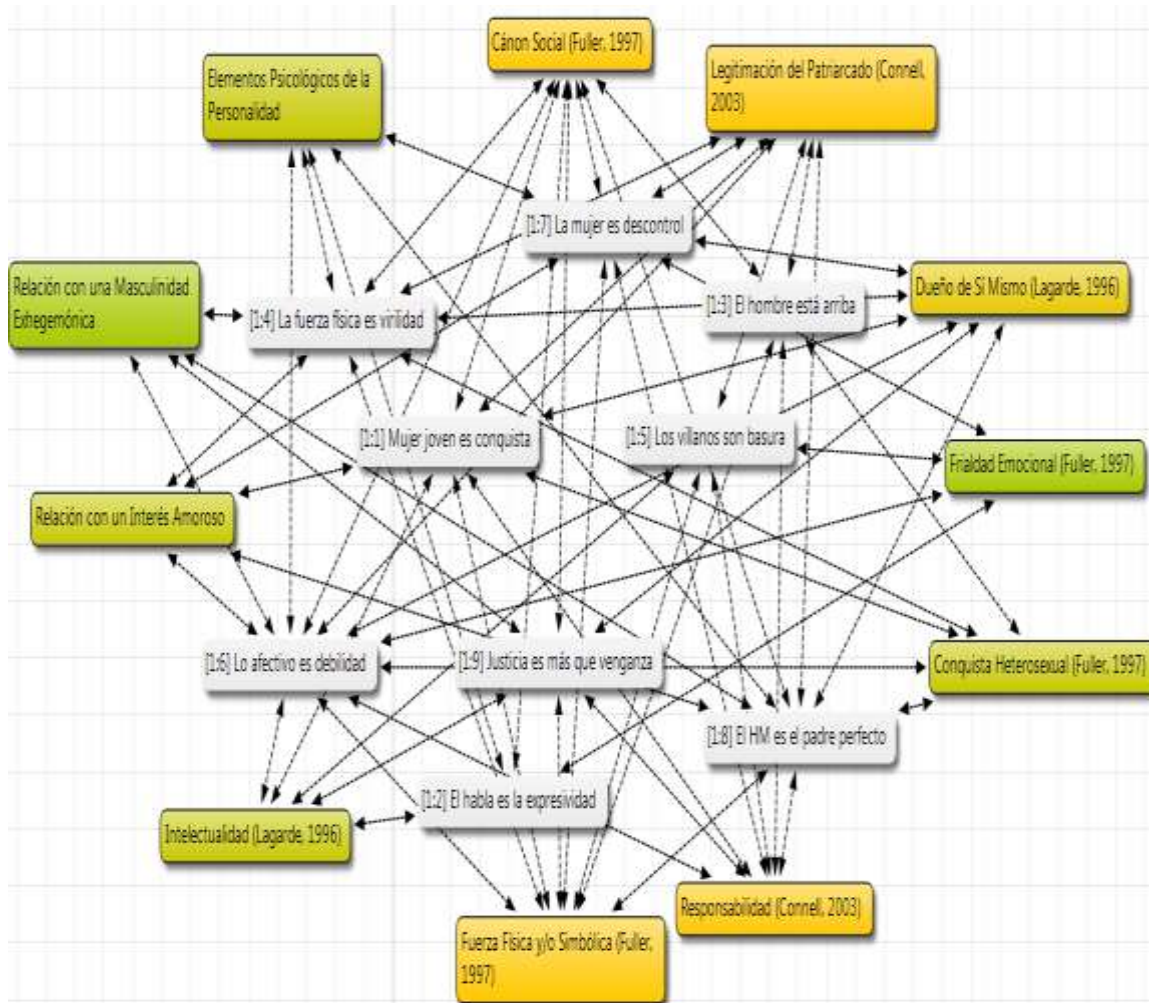 Cánon Social (Fuller, 1997)
Legitimación del Patriarcado (Connell,
2003)
Elementos Psicológicos de la
Personalidad
[1:7] La mujer es descontrol
Relación con una Masculinidad
Exhegemónica
Dueño de Sí Mismo (Lagarde, 1996)
[1:4] La fuerza física es virilidad
[1:3] El hombre está arriba
[1:1] Mujer joven es conquista
[1:5] Los villanos son basura
Frialdad Emocional (Fuller, 1997)
Relación con un Interés Amoroso
[1:6] Lo afectivo es debilidad
[1:9] Justicia es más que venganza
Conquista Heterosexual (Fuller, 1997)
[1:8] El HM es el padre perfecto
[1:2] El habla es la expresividad
Intelectualidad (Lagarde, 1996)
Responsabilidad (Connell, 2003)
Fuerza Física y/o Simbólica (Fuller,
1997)